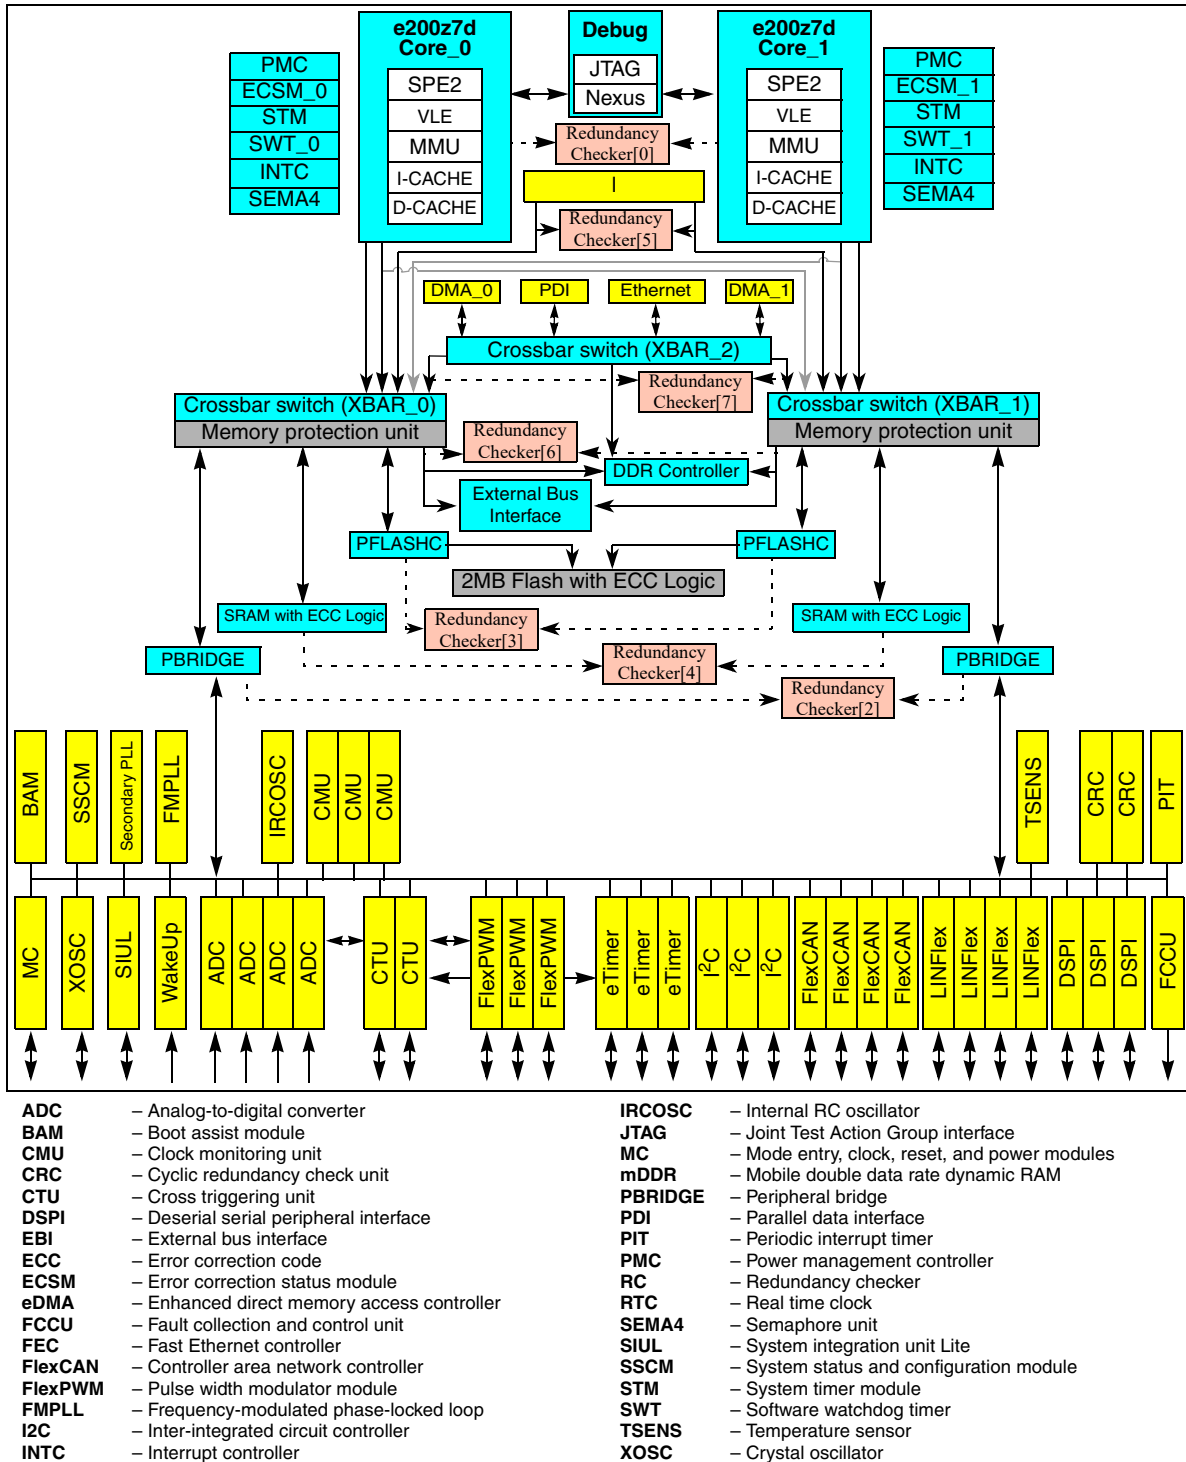 e200z7d
Core_0
Debug
e200z7d
Core_1
PMC
ECSM_0
STM
SWT_0
INTC
SEMA4
SPE2
VLE
MMU
I-CACHE
D-CACHE
JTAG
Nexus
SPE2
VLE
MMU
I-CACHE
D-CACHE
PMC
ECSM_1
STM
SWT_1
INTC
SEMA4
Redundancy
Checker[0]
I
Redundancy
Checker[5]
DMA_0
PDI
Ethernet
DMA_1
Crossbar switch (XBAR_2)
Redundancy
Checker[7]
Crossbar switch (XBAR_0)
Memory protection unit
Crossbar switch (XBAR_1)
Memory protection unit
Redundancy
Checker[6]
DDR Controller
External Bus
Interface
PFLASHC
PFLASHC
2MB Flash with ECC Logic
SRAM with ECC Logic
SRAM with ECC Logic
Redundancy
Checker[3]
PBRIDGE
Redundancy
Checker[4]
PBRIDGE
Redundancy
Checker[2]
BAM
SSCM
Secondary PLL
FMPLL
IRCOSC
CMU
CMU
CMU
TSENS
CRC
CRC
PIT
MC
XOSC
SIUL
WakeUp
ADC
ADC
ADC
ADC
CTU
CTU
FlexPWM
FlexPWM
FlexPWM
eTimer
eTimer
eTimer
I²C
I²C
I²C
FlexCAN
FlexCAN
FlexCAN
FlexCAN
LINFlex
LINFlex
LINFlex
LINFlex
DSPI
DSPI
DSPI
FCCU
ADC – Analog-to-digital converter
BAM – Boot assist module
CMU – Clock monitoring unit
CRC – Cyclic redundancy check unit
CTU – Cross triggering unit
DSPI – Deserial serial peripheral interface
EBI – External bus interface
ECC – Error correction code
ECSM – Error correction status module
eDMA – Enhanced direct memory access controller
FCCU – Fault collection and control unit
FEC – Fast Ethernet controller
FlexCAN – Controller area network controller
FlexPWM – Pulse width modulator module
FMPLL – Frequency-modulated phase-locked loop
I2C – Inter-integrated circuit controller
INTC – Interrupt controller
IRCOSC – Internal RC oscillator
JTAG – Joint Test Action Group interface
MC – Mode entry, clock, reset, and power modules
mDDR – Mobile double data rate dynamic RAM
PBRIDGE – Peripheral bridge
PDI – Parallel data interface
PIT – Periodic interrupt timer
PMC – Power management controller
RC – Redundancy checker
RTC – Real time clock
SEMA4 – Semaphore unit
SIUL – System integration unit Lite
SSCM – System status and configuration module
STM – System timer module
SWT – Software watchdog timer
TSENS – Temperature sensor
XOSC – Crystal oscillator